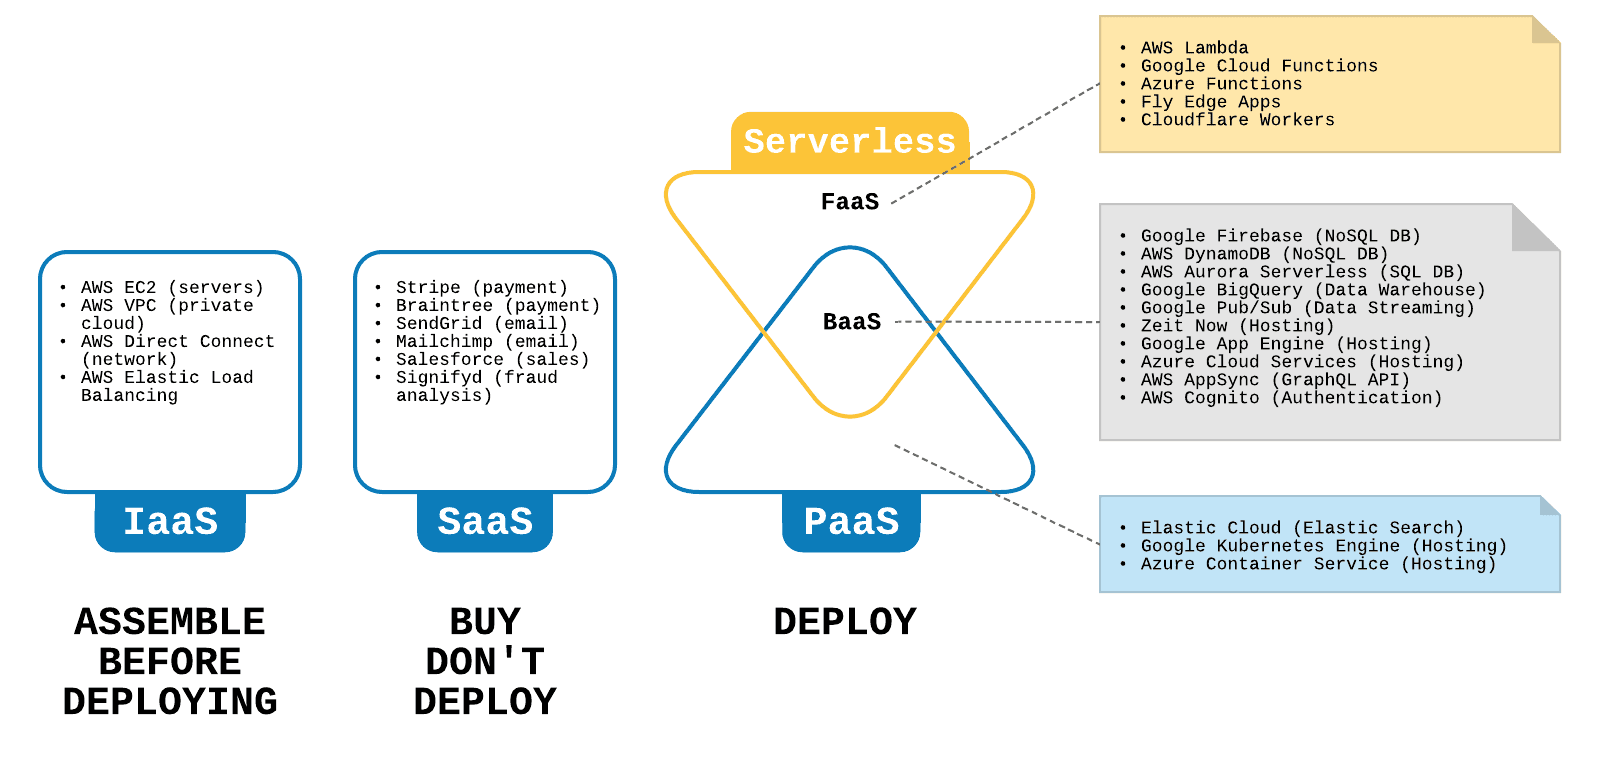 • AWS EC2 (servers)
• AWS VPC (private
cloud)
• AWS Direct Connect
(network)
• AWS Elastic Load
Balancing
IaaS
ASSEMBLE
BEFORE
DEPLOYING
• Stripe (payment)
• Braintree (payment)
• SendGrid (email)
• Mailchimp (email)
• Salesforce (sales)
• Signifyd (fraud
analysis)
SaaS
BUY
DON'T
DEPLOY
Serverless
FaaS
BaaS
PaaS
DEPLOY
• AWS Lambda
• Google Cloud Functions
• Azure Functions
• Fly Edge Apps
• Cloudflare Workers
• Google Firebase (NoSQL DB)
• AWS DynamoDB (NoSQL DB)
• AWS Aurora Serverless (SQL DB)
• Google BigQuery (Data Warehouse)
• Google Pub/Sub (Data Streaming)
• Zeit Now (Hosting)
• Google App Engine (Hosting)
• Azure Cloud Services (Hosting)
• AWS AppSync (GraphQL API)
• AWS Cognito (Authentication)
• Elastic Cloud (Elastic Search)
• Google Kubernetes Engine (Hosting)
• Azure Container Service (Hosting)